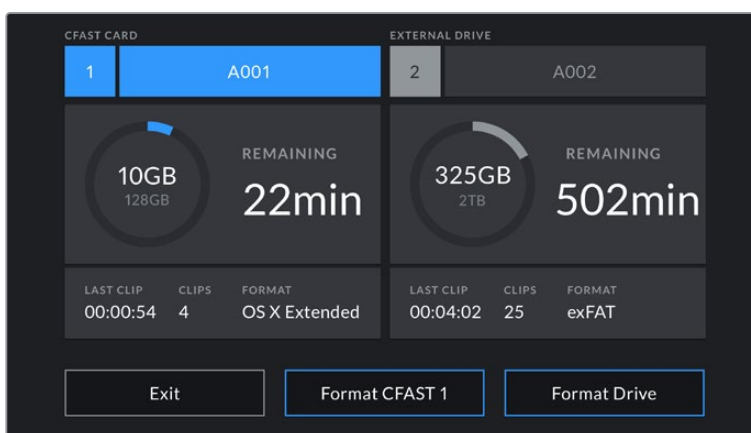 CFAST CARD
1 A001
10GB
128GB
REMAINING
22min
LAST CLIP CLIPS FORMAT
00:00:54 4 OS X Extended
EXTERNAL DRIVE
2 A002
325GB
2TB
REMAINING
502min
LAST CLIP CLIPS FORMAT
00:04:02 25 exFAT
Exit Format CFAST 1 Format Drive